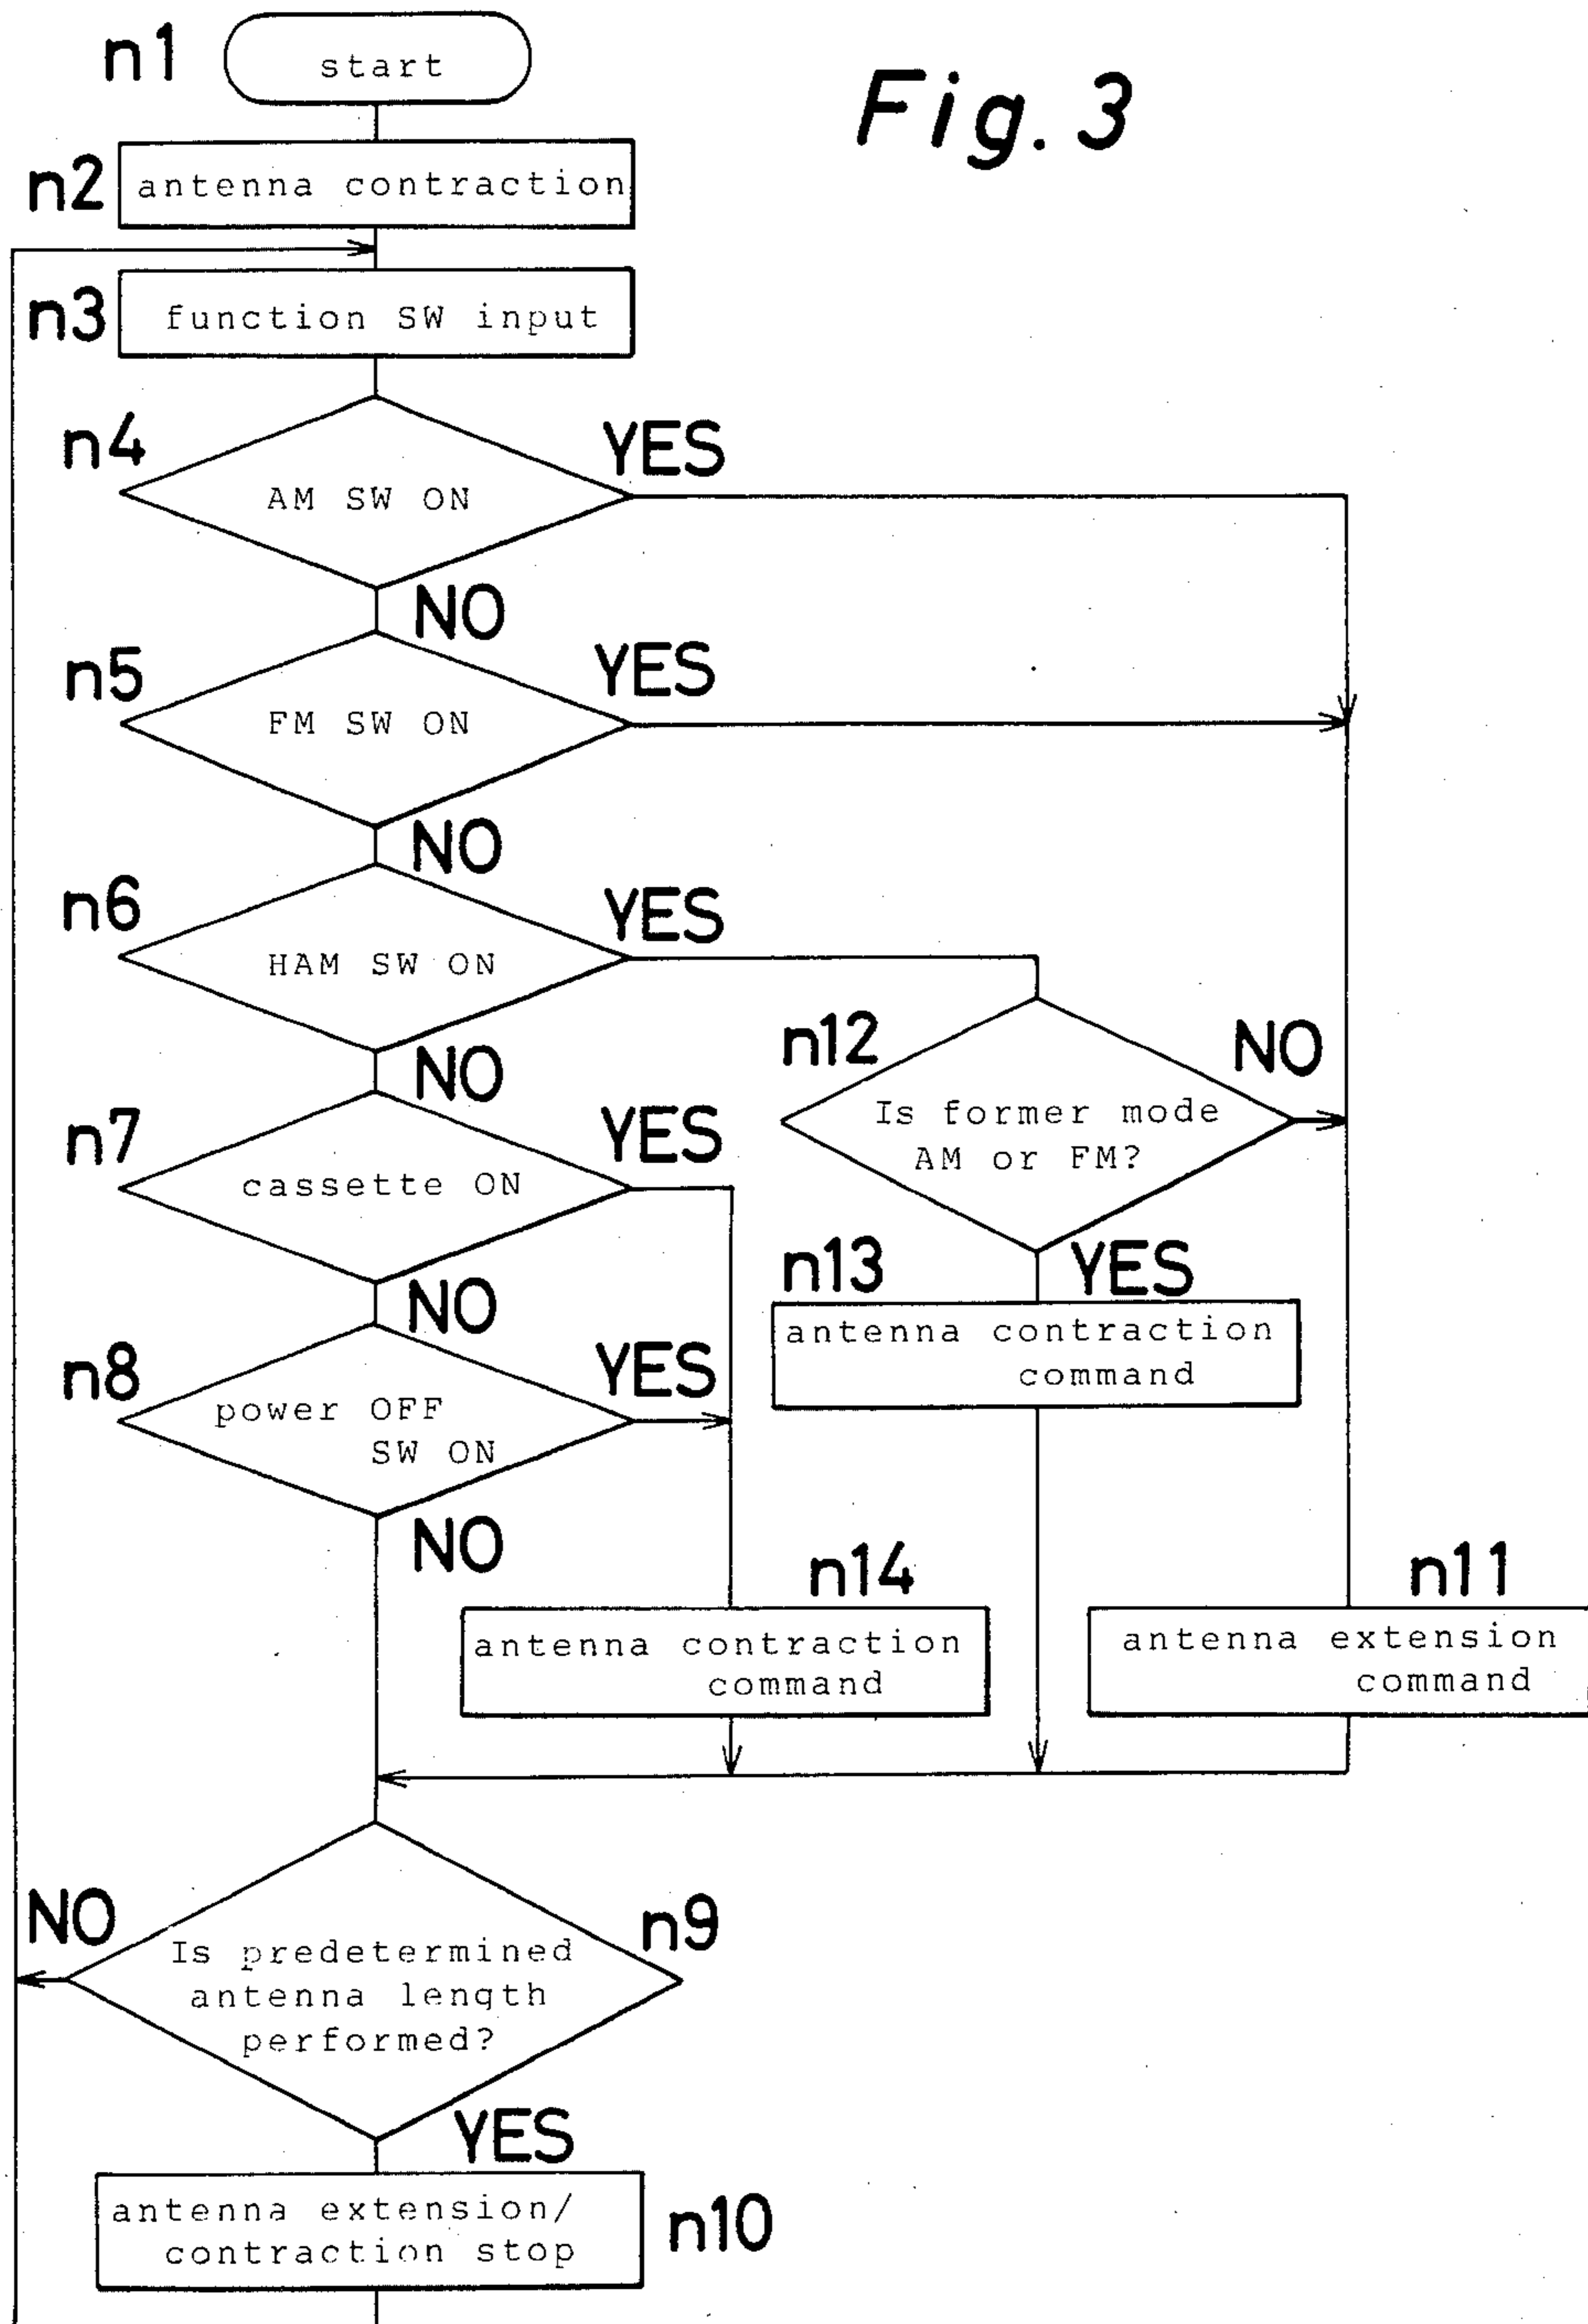 Fig. 3
n1
start
n2
antenna contraction
n3
function SW input
n4
YES
AM SW ON
NO
n5
YES
FM SW ON
NO
n6
YES
HAM SW ON
NO
n12
NO
Is former mode
AM or FM?
n7
YES
cassette ON
NO
n13
YES
antenna contraction
command
n8
YES
power OFF
SW ON
NO
n14
antenna contraction
command
n11
antenna extension
command
NO
n9
Is predetermined
antenna length
performed?
YES
antenna extension/
contraction stop
n10